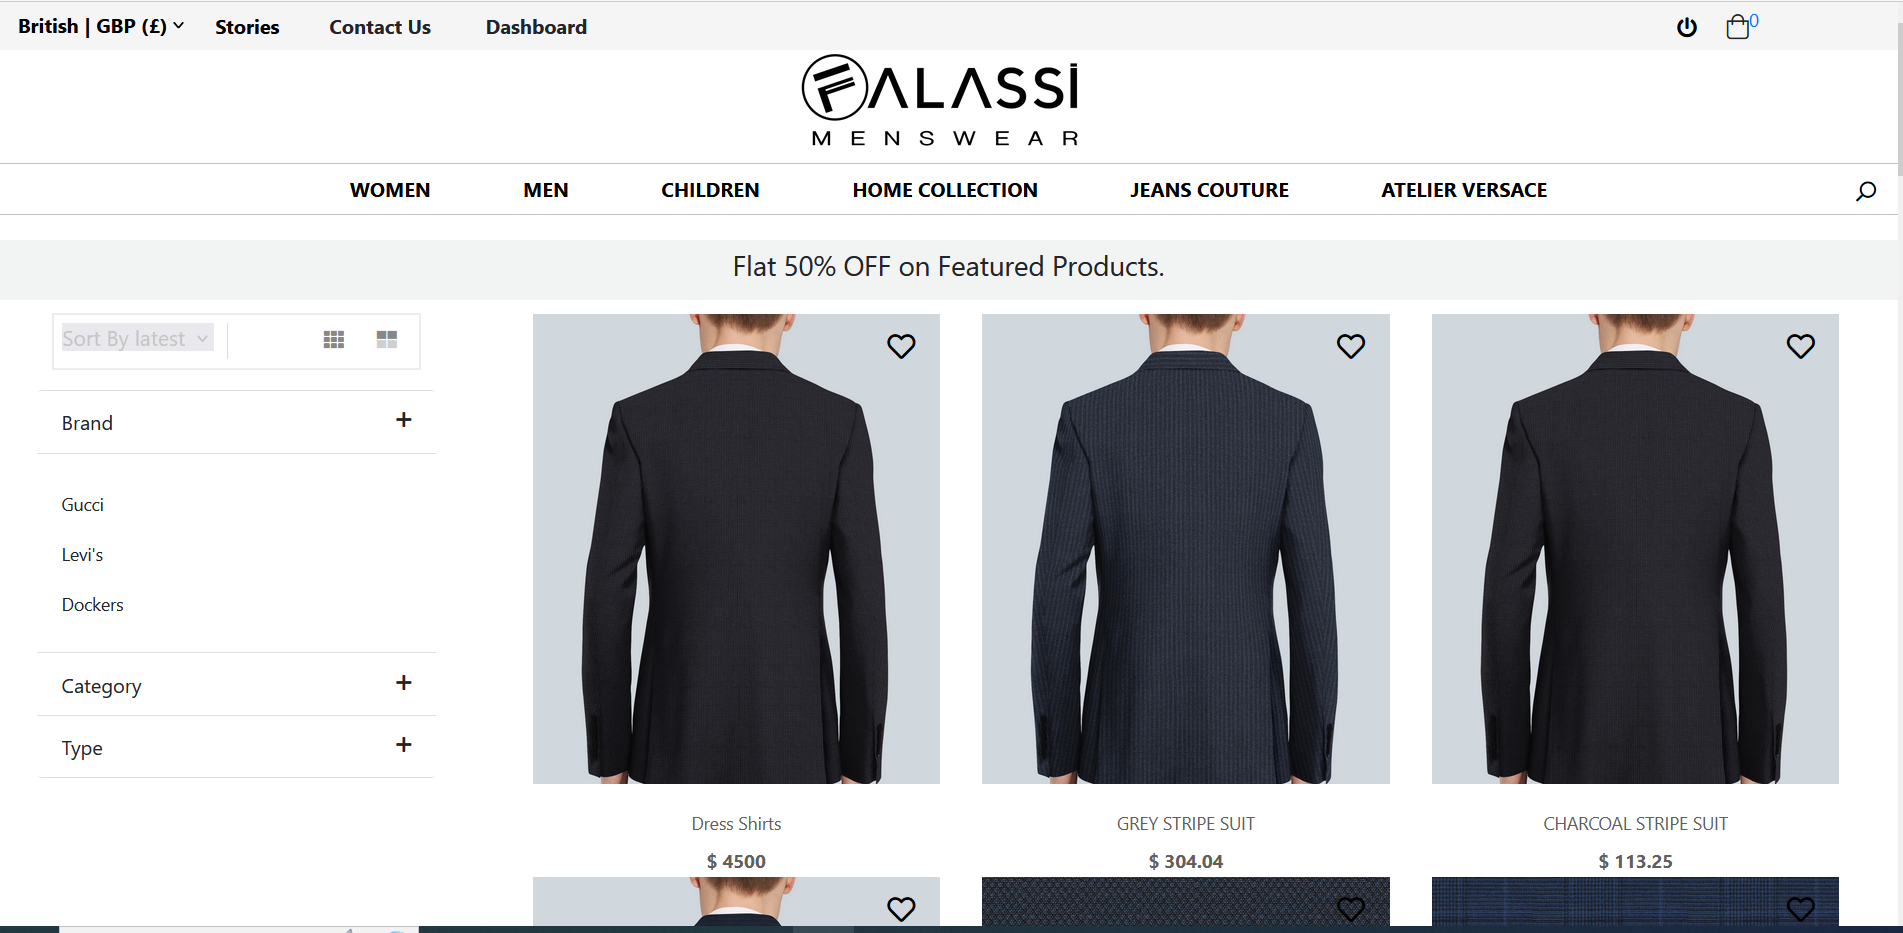 British | GBP (£) Stories Contact Us Dashboard 0
FALASSi
MENSWEAR
WOMEN MEN CHILDREN HOME COLLECTION JEANS COUTURE ATELIER VERSACE
Flat 50% OFF on Featured Products.
Sort By latest
Brand +
Gucci
Levi's
Dockers
Category +
Type +
Dress Shirts
$ 4500
GREY STRIPE SUIT
$ 304.04
CHARCOAL STRIPE SUIT
$ 113.25